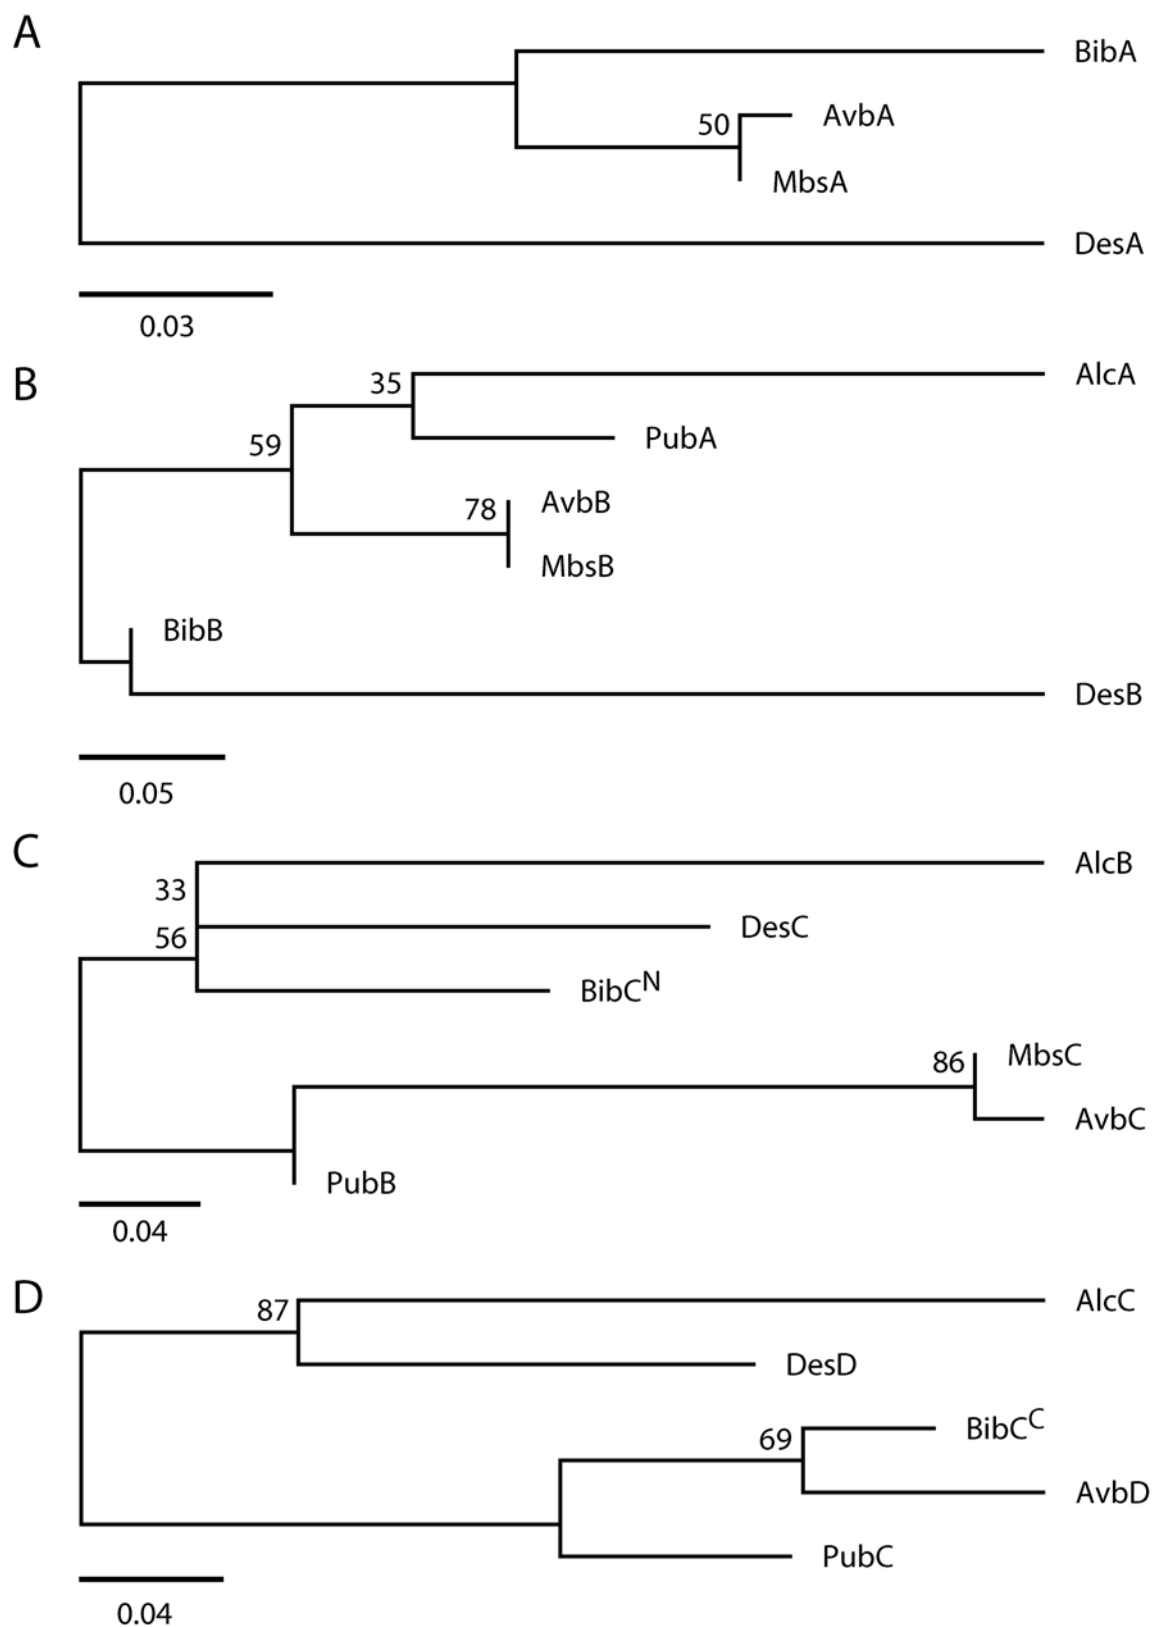 A
BibA
50
AvbA
MbsA
DesA
0.03
B
AlcA
35
PubA
59
AvbB
78
MbsB
BibB
DesB
0.05
C
AlcB
33
DesC
56
BibC^N
MbsC
86
AvbC
PubB
0.04
D
AlcC
87
DesD
BibC^C
69
AvbD
PubC
0.04